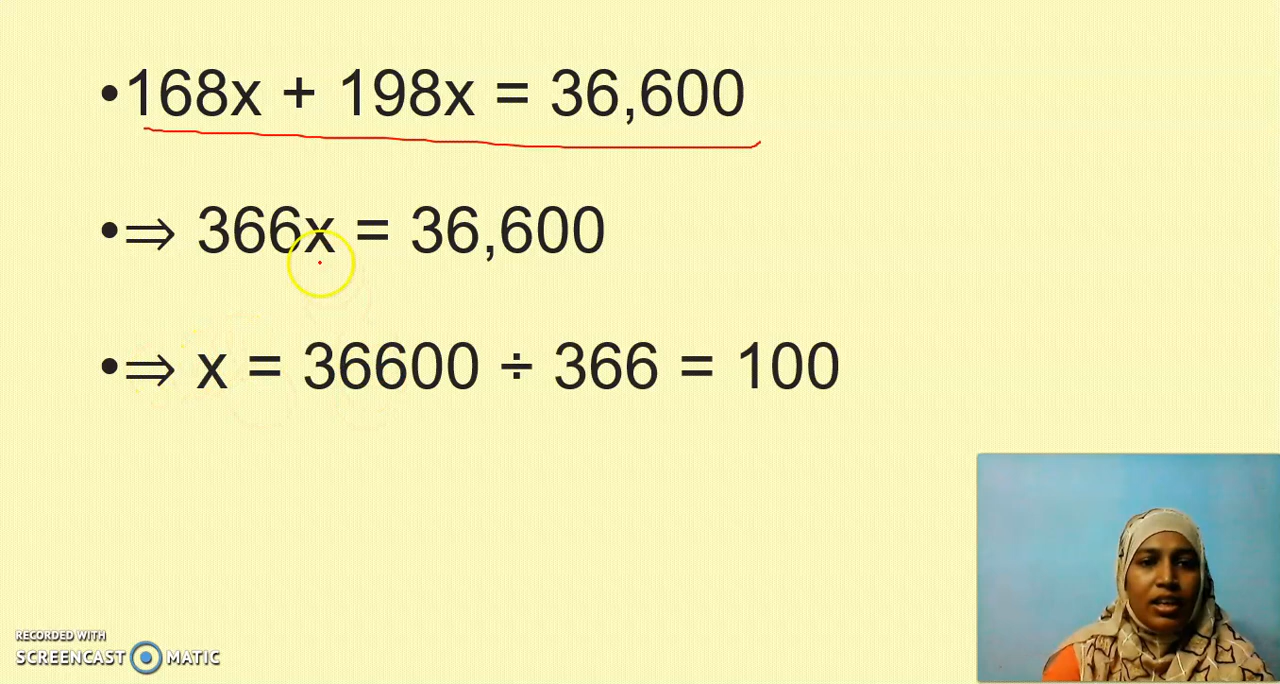 •168x + 198x = 36,600
•⇒ 366x = 36,600
•⇒ x = 36600 ÷ 366 = 100
RECORDED WITH
SCREENCAST MATIC